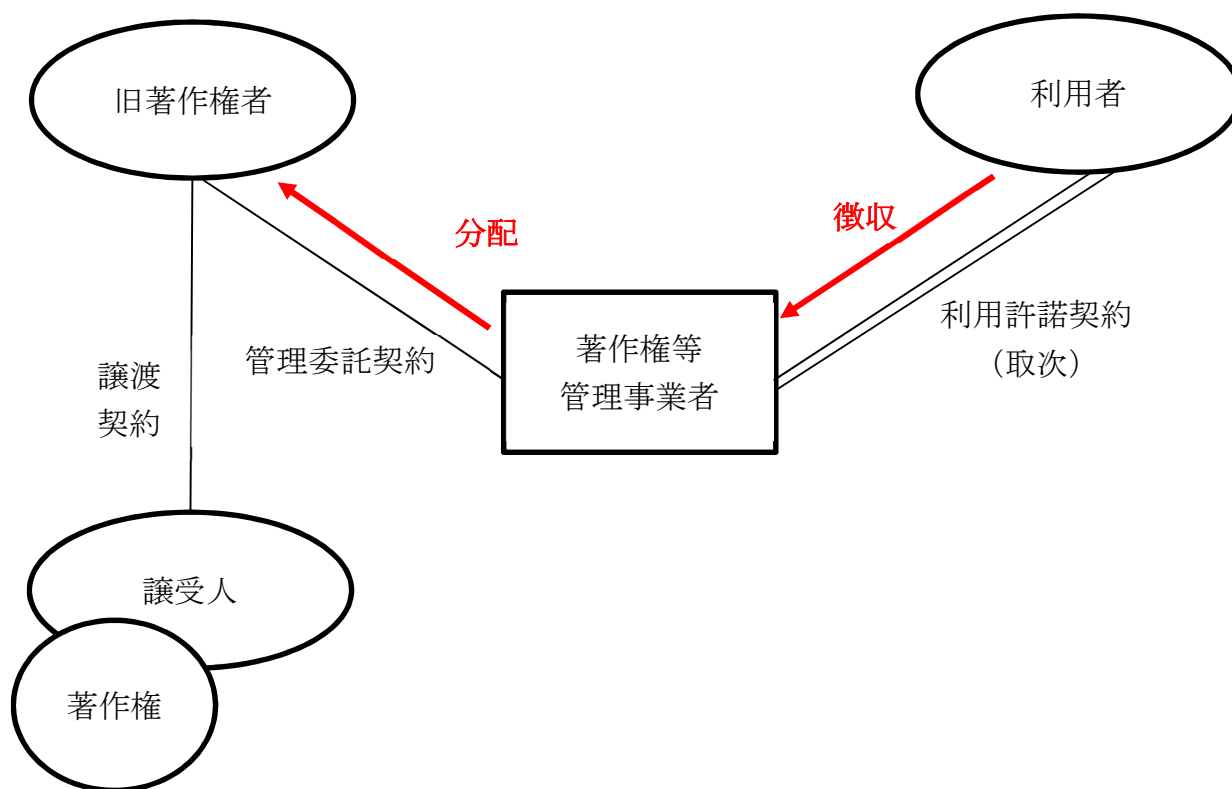 旧著作権者
利用者
分配
徴収
譲渡
契約
管理委託契約
著作権等
管理事業者
利用許諾契約
（取次）
譲受人
著作権